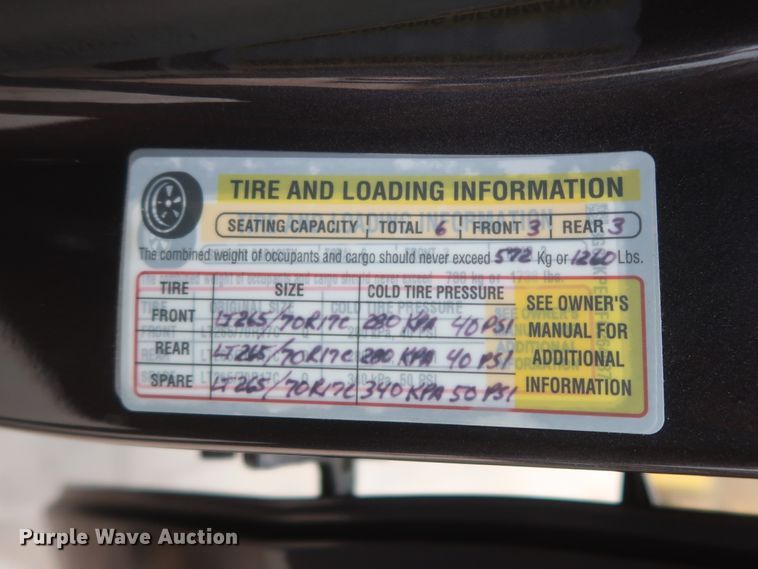 TIRE AND LOADING INFORMATION
SEATING CAPACITY TOTAL 6 FRONT 3 REAR 3
The combined weight of occupants and cargo should never exceed 572 Kg or 1260 Lbs.
TIRE SIZE COLD TIRE PRESSURE
FRONT LT265/70R17C 280 KPA 40 PSI
REAR LT265/70R17C 280 KPA 40 PSI
SPARE LT265/70R17C 340 KPA 50 PSI
SEE OWNER'S
MANUAL FOR
ADDITIONAL
INFORMATION
Purple Wave Auction